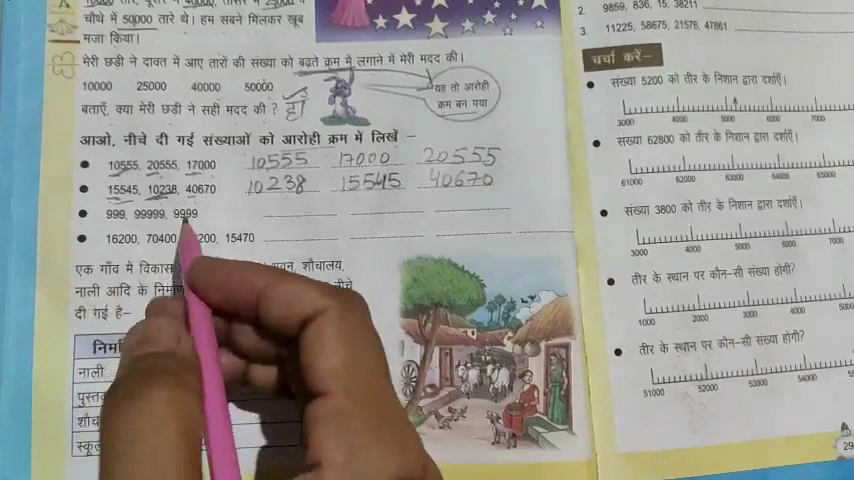 चौथे में 50000 तारे थे। हम सबने मिलकर खूब
मजा किया।
मेरी छड़ी ने दावत में आए तारों की संख्या को बढते क्रम में लगाने में मेरी मदद की।
10000 25000 40000 50000
यह तो आरोही
क्रम बन गया
बताएँ, क्या मेरी छड़ी ने सही मदद की ? हाँ
आओ, नीचे दी गई संख्याओं को आरोही क्रम में लिखें –
10555, 20555, 17000 10555 17000 20555
15545, 10238, 40670 10238 15545 40670
999, 99999, 9999
16200, 70400, 200, 15470
एक गाँव में विकास भवन, शौचालय,
नाली आदि के निर्माण नीचे
दी गई है–
नाली
2. 9859, 836, 15, 38211
3. 11225, 58675, 21576, 47861
चर्चा करें–
संख्या 5200 को तीर के निशान द्वारा दर्शाएँ।
3000 4000 5000 6000 7000
संख्या 62800 को तीर के निशान द्वारा दर्शाएँ।
61000 62000 63000 64000 65000
संख्या 3800 को तीर के निशान द्वारा दर्शाएँ।
3000 4000 5000 6000 7000
तीर के स्थान पर कौन-सी संख्या होगी?
1000 2000 3000 4000
तीर के स्थान पर कौन-सी संख्या होगी?
51000 52000 53000 54000
29